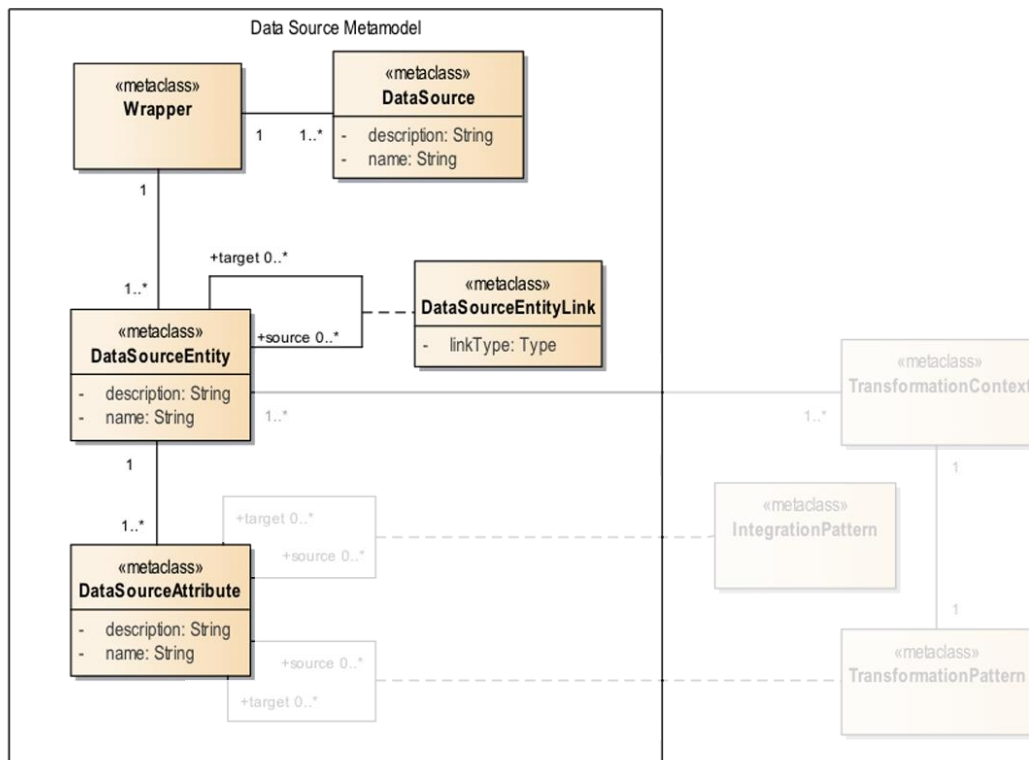 Data Source Metamodel
«metaclass»
Wrapper
«metaclass»
DataSource
- description: String
- name: String
1
1..*
1
1..*
+target 0..*
+source 0..*
«metaclass»
DataSourceEntityLink
- linkType: Type
«metaclass»
DataSourceEntity
- description: String
- name: String
1..*
1..*
«metaclass»
TransformationContext
1
1..*
1
+target 0..*
+source 0..*
«metaclass»
IntegrationPattern
«metaclass»
DataSourceAttribute
- description: String
- name: String
1
+source 0..*
+target 0..*
«metaclass»
TransformationPattern